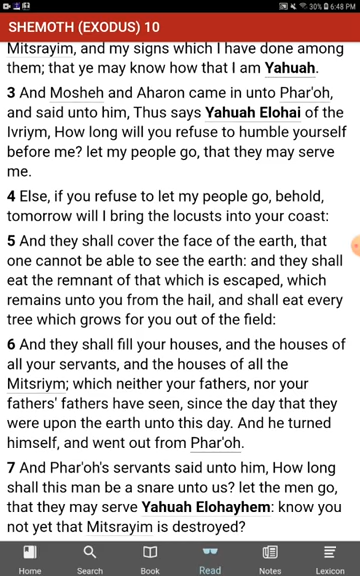 30% 6:48 PM
SHEMOTH (EXODUS) 10
Mitsrayim, and my signs which I have done among
them; that ye may know how that I am Yahuah.
3 And Mosheh and Aharon came in unto Phar'oh,
and said unto him, Thus says Yahuah Elohai of the
Ivriym, How long will you refuse to humble yourself
before me? let my people go, that they may serve
me.
4 Else, if you refuse to let my people go, behold,
tomorrow will I bring the locusts into your coast:
5 And they shall cover the face of the earth, that
one cannot be able to see the earth: and they shall
eat the remnant of that which is escaped, which
remains unto you from the hail, and shall eat every
tree which grows for you out of the field:
6 And they shall fill your houses, and the houses of
all your servants, and the houses of all the
Mitsriym; which neither your fathers, nor your
fathers' fathers have seen, since the day that they
were upon the earth unto this day. And he turned
himself, and went out from Phar'oh.
7 And Phar'oh's servants said unto him, How long
shall this man be a snare unto us? let the men go,
that they may serve Yahuah Elohayhem: know you
not yet that Mitsrayim is destroyed?
Home Search Book Read Notes Lexicon